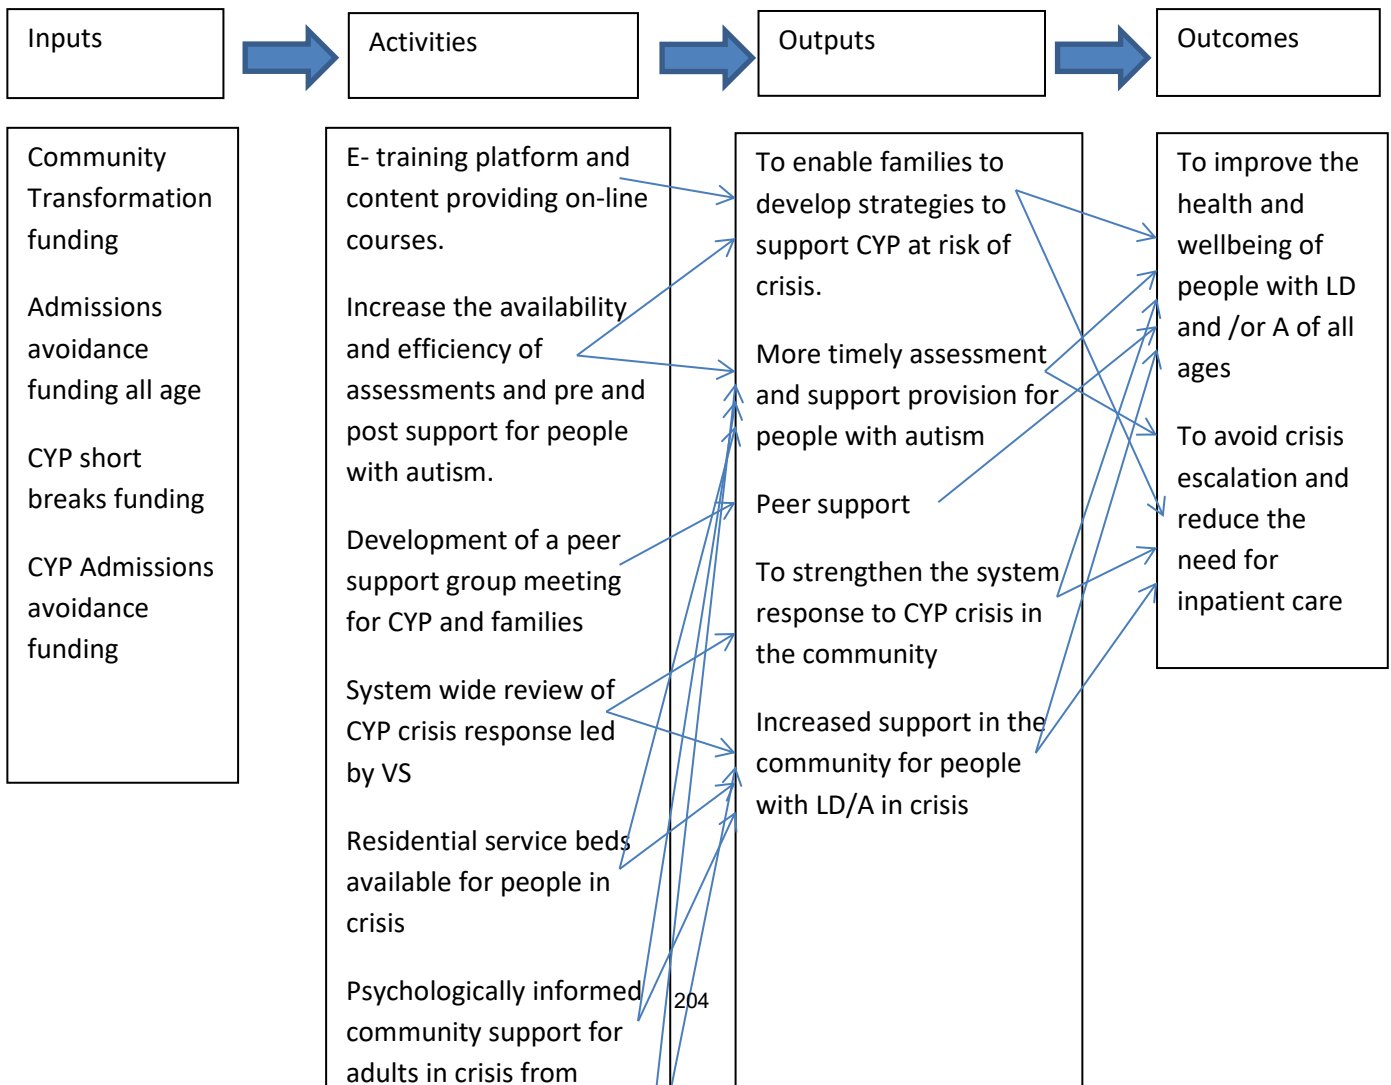 Inputs
Activities
Outputs
Outcomes
Community
Transformation
funding
Admissions
avoidance
funding all age
CYP short
breaks funding
CYP Admissions
avoidance
funding
E- training platform and
content providing on-line
courses.
Increase the availability
and efficiency of
assessments and pre and
post support for people
with autism.
Development of a peer
support group meeting
for CYP and families
System wide review of
CYP crisis response led
by VS
Residential service beds
available for people in
crisis
Psychologically informed
community support for
adults in crisis from
To enable families to
develop strategies to
support CYP at risk of
crisis.
More timely assessment
and support provision for
people with autism
Peer support
To strengthen the system
response to CYP crisis in
the community
Increased support in the
community for people
with LD/A in crisis
To improve the
health and
wellbeing of
people with LD
and /or A of all
ages
To avoid crisis
escalation and
reduce the
need for
inpatient care
204